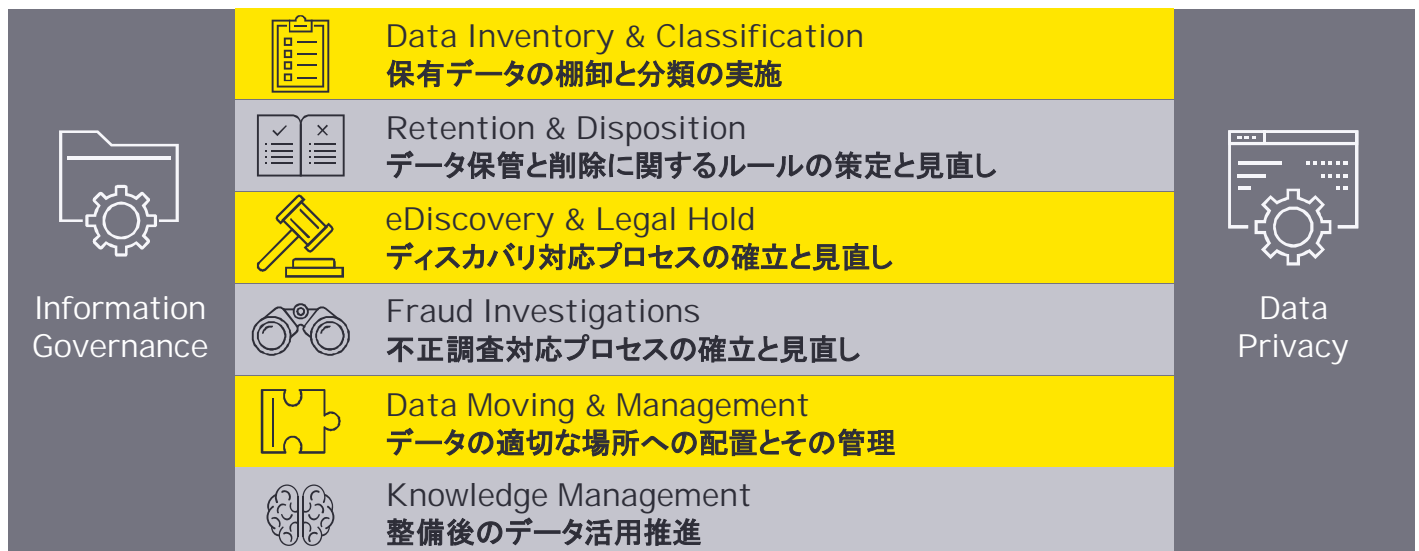 Information
Governance
Data Inventory & Classification
保有データの棚卸と分類の実施
Retention & Disposition
データ保管と削除に関するルールの策定と見直し
eDiscovery & Legal Hold
ディスカバリ対応プロセスの確立と見直し
Fraud Investigations
不正調査対応プロセスの確立と見直し
Data Moving & Management
データの適切な場所への配置とその管理
Knowledge Management
整備後のデータ活用推進
Data
Privacy